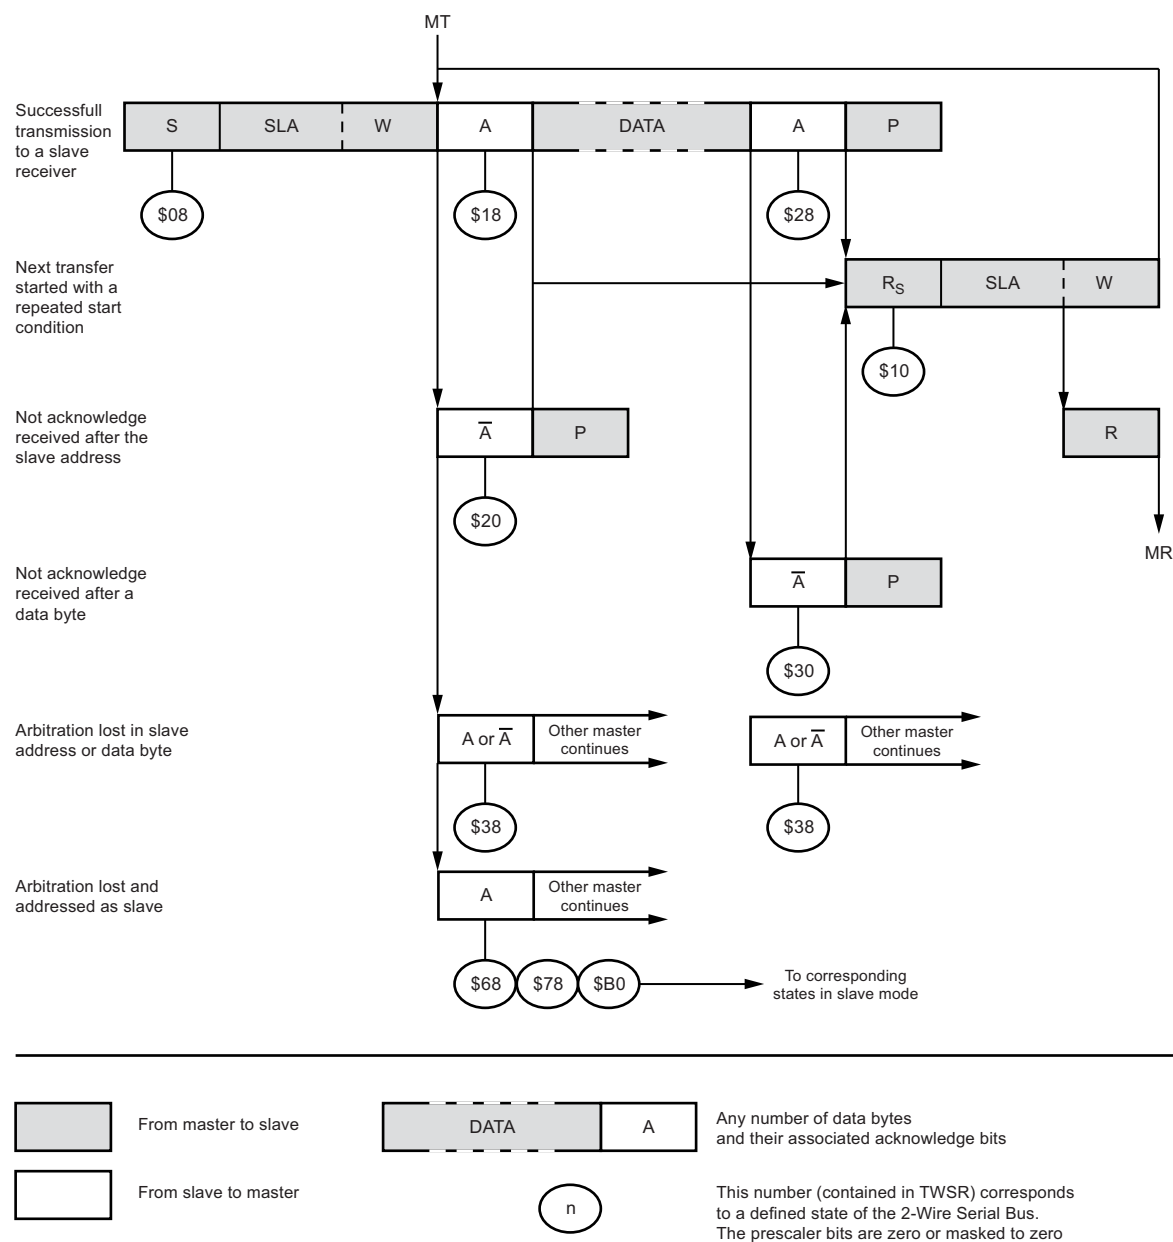 MT
Successfull
transmission
to a slave
receiver
S SLA W A DATA A P
$08 $18 $28
Next transfer
started with a
repeated start
condition
RS SLA W
$10
Not acknowledge
received after the
slave address
A̅ P
R
$20
MR
Not acknowledge
received after a
data byte
A̅ P
$30
Arbitration lost in slave
address or data byte
A or A̅
Other master
continues
A or A̅
Other master
continues
$38 $38
Arbitration lost and
addressed as slave
A
Other master
continues
$68 $78 $B0
To corresponding
states in slave mode
From master to slave
DATA A
Any number of data bytes
and their associated acknowledge bits
From slave to master
n
This number (contained in TWSR) corresponds
to a defined state of the 2-Wire Serial Bus.
The prescaler bits are zero or masked to zero